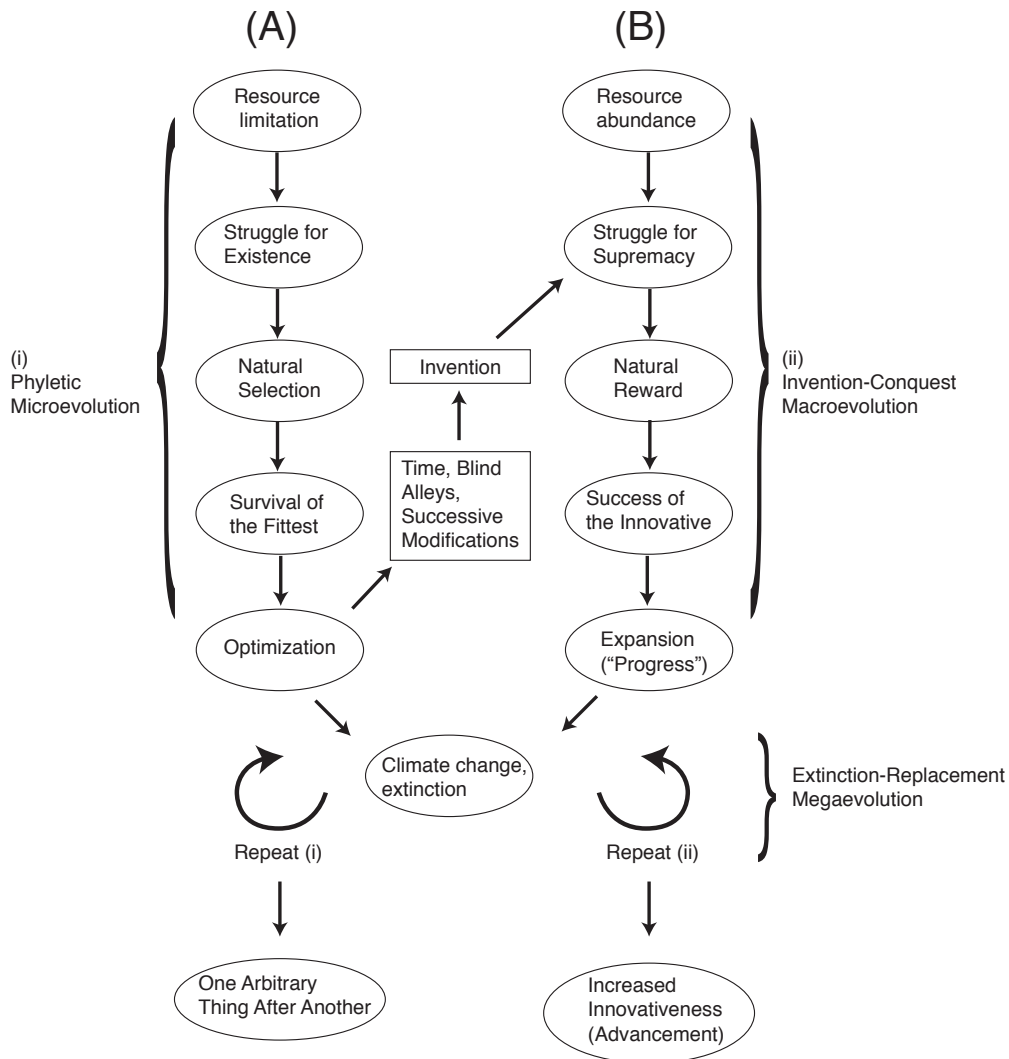 (A)
(B)
Resource
limitation
Resource
abundance
Struggle for
Existence
Struggle for
Supremacy
(i)
Phyletic
Microevolution
Natural
Selection
Invention
Natural
Reward
(ii)
Invention-Conquest
Macroevolution
Survival of
the Fittest
Time, Blind
Alleys,
Successive
Modifications
Success of
the Innovative
Optimization
Expansion
(“Progress”)
Climate change,
extinction
Extinction-Replacement
Megaevolution
Repeat (i)
Repeat (ii)
One Arbitrary
Thing After Another
Increased
Innovativeness
(Advancement)